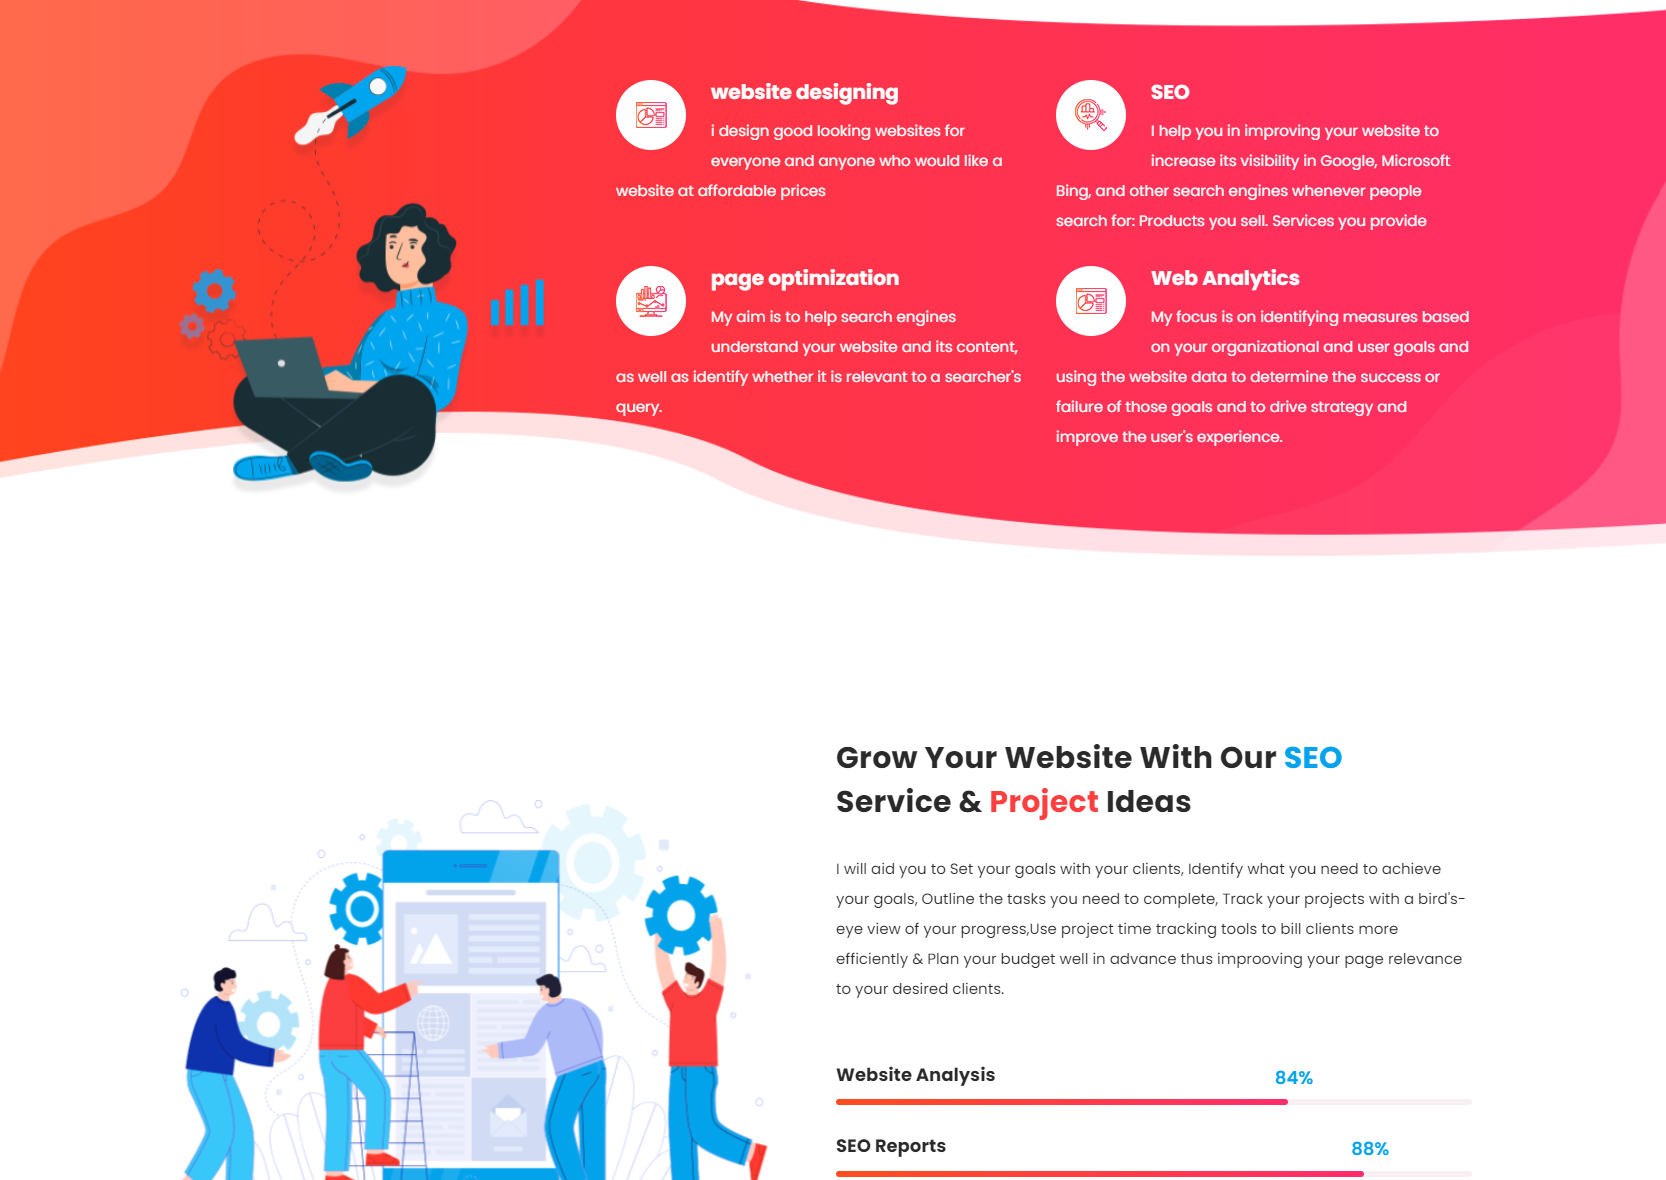 website designing
i design good looking websites for
everyone and anyone who would like a
website at affordable prices
SEO
I help you in improving your website to
increase its visibility in Google, Microsoft
Bing, and other search engines whenever people
search for: Products you sell. Services you provide
page optimization
My aim is to help search engines
understand your website and its content,
as well as identify whether it is relevant to a searcher's
query.
Web Analytics
My focus is on identifying measures based
on your organizational and user goals and
using the website data to determine the success or
failure of those goals and to drive strategy and
improve the user's experience.
Grow Your Website With Our SEO
Service & Project Ideas
I will aid you to Set your goals with your clients, Identify what you need to achieve
your goals, Outline the tasks you need to complete, Track your projects with a bird's-
eye view of your progress,Use project time tracking tools to bill clients more
efficiently & Plan your budget well in advance thus improoving your page relevance
to your desired clients.
Website Analysis 84%
SEO Reports 88%